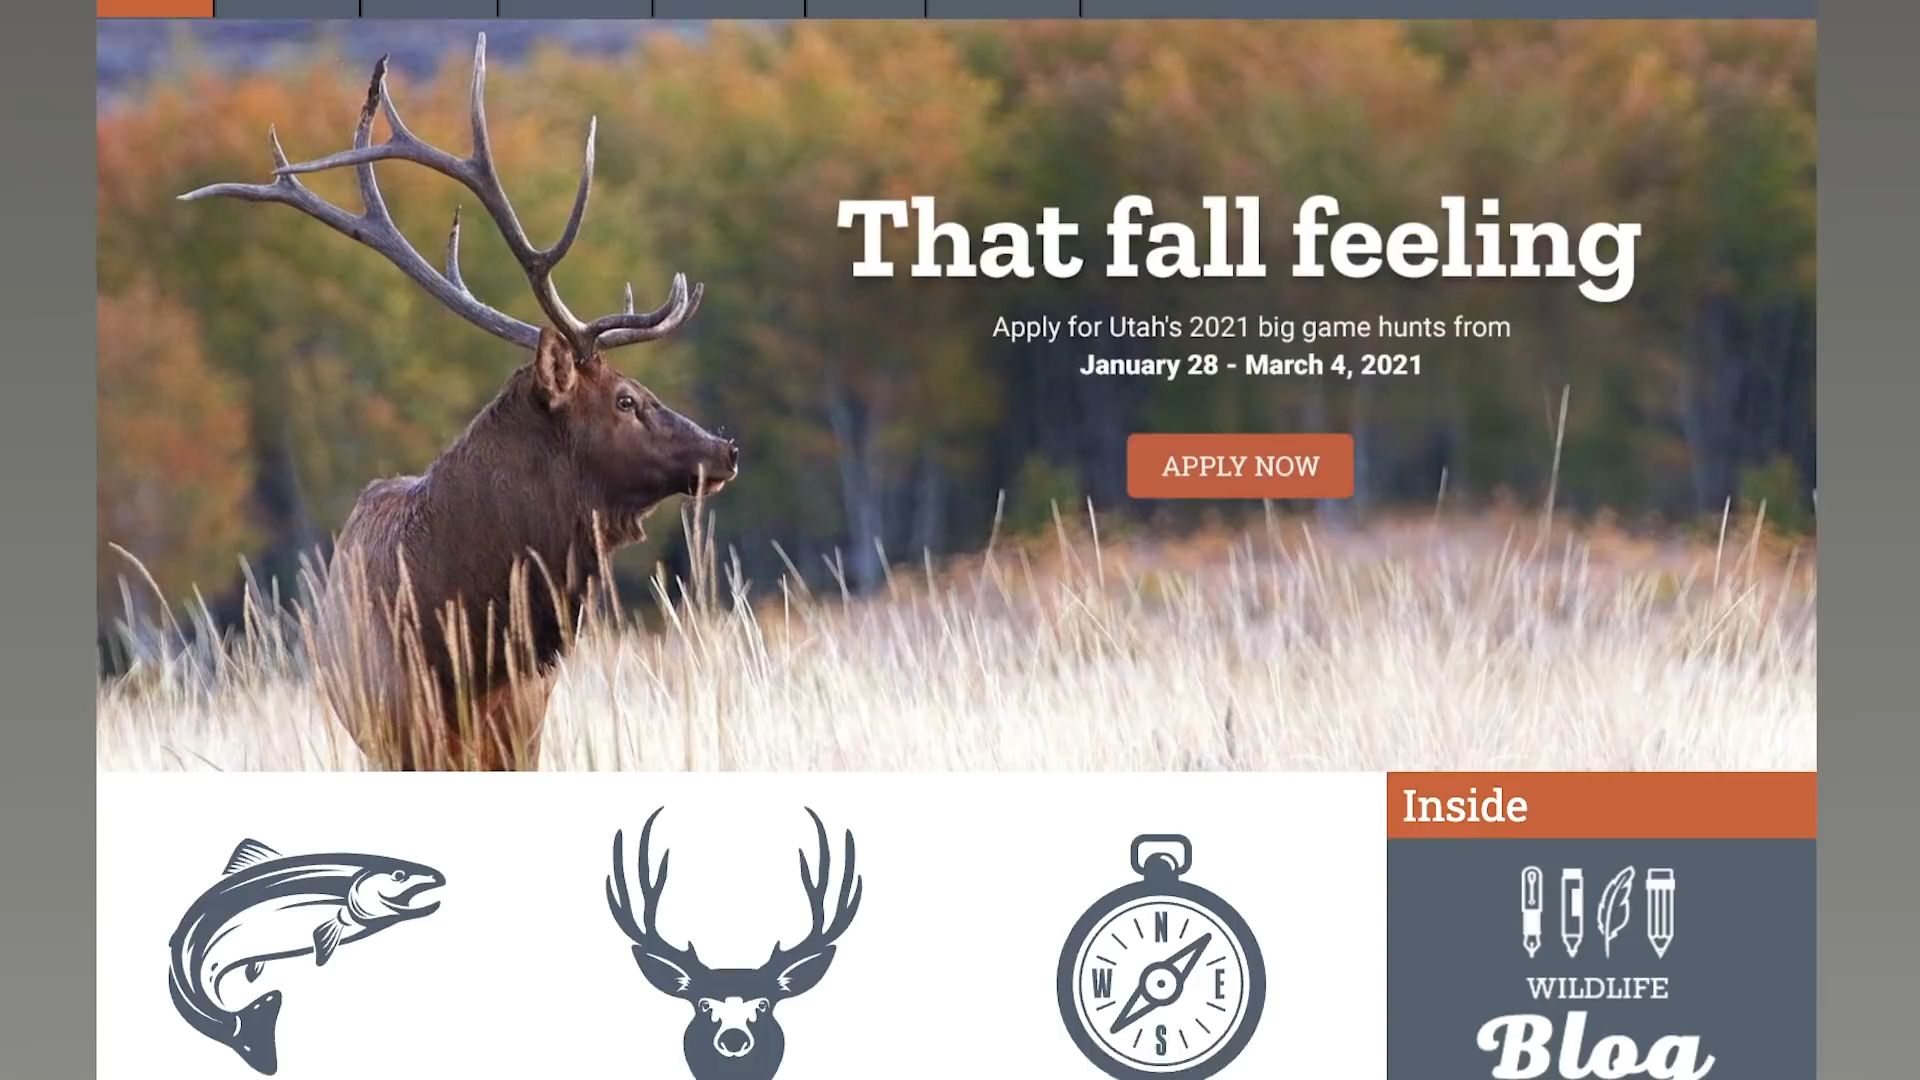 That fall feeling
Apply for Utah's 2021 big game hunts from
January 28 - March 4, 2021
APPLY NOW
Inside
N
W E
S
WILDLIFE
Blog